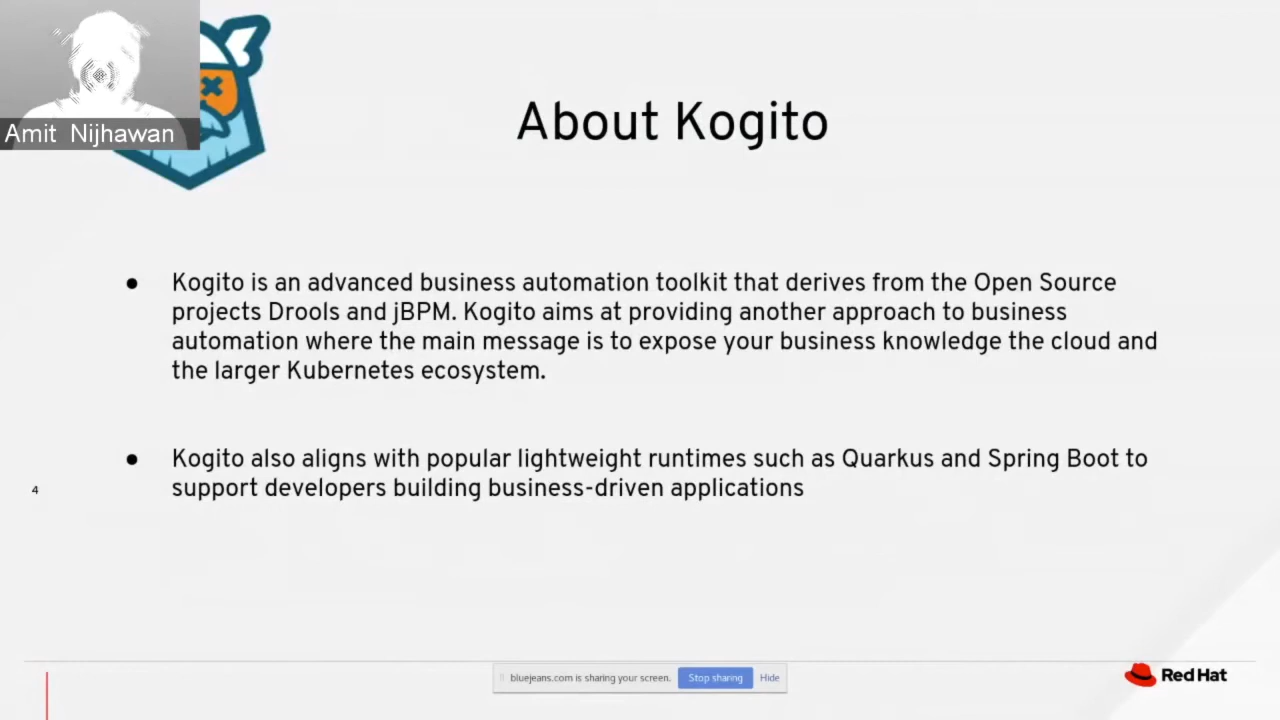 Amit Nijhawan
About Kogito
● Kogito is an advanced business automation toolkit that derives from the Open Source
projects Drools and jBPM. Kogito aims at providing another approach to business
automation where the main message is to expose your business knowledge the cloud and
the larger Kubernetes ecosystem.
● Kogito also aligns with popular lightweight runtimes such as Quarkus and Spring Boot to
support developers building business-driven applications
4
bluejeans.com is sharing your screen. Stop sharing Hide
Red Hat